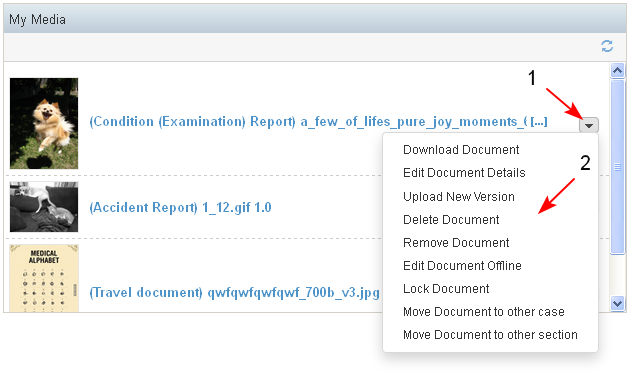 My Media
1
(Condition (Examination) Report) a_few_of_lifes_pure_joy_moments_( [...]
Download Document
Edit Document Details
2
Upload New Version
(Accident Report) 1_12.gif 1.0
Delete Document
Remove Document
MEDICAL
ALPHABET
Edit Document Offline
(Travel document) qwfqwfqwfqwf_700b_v3.jpg
Lock Document
Move Document to other case
Move Document to other section